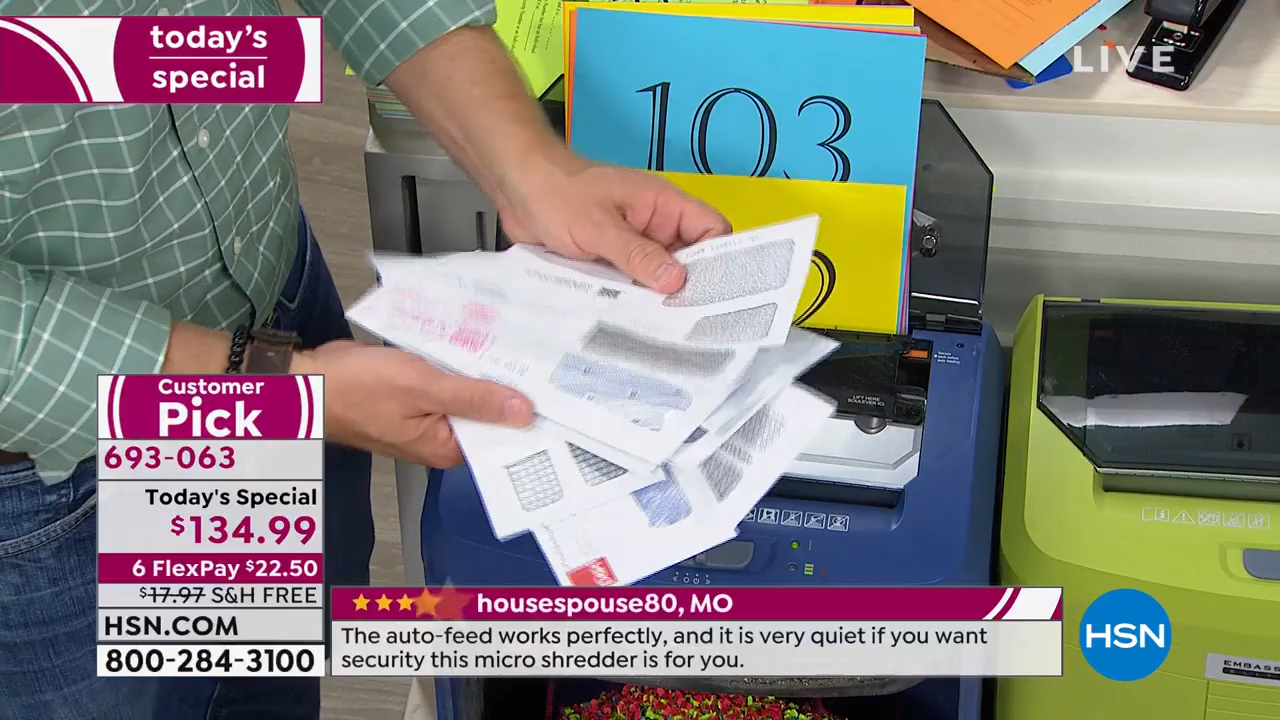 today's
special
LIVE
103
LIFT HERE
SOULEVER ICI
Customer
Pick
693-063
Today's Special
$134.99
6 FlexPay $22.50
$17.97 S&H FREE
HSN.COM
800-284-3100
housespouse80, MO
The auto-feed works perfectly, and it is very quiet if you want
security this micro shredder is for you.
HSN